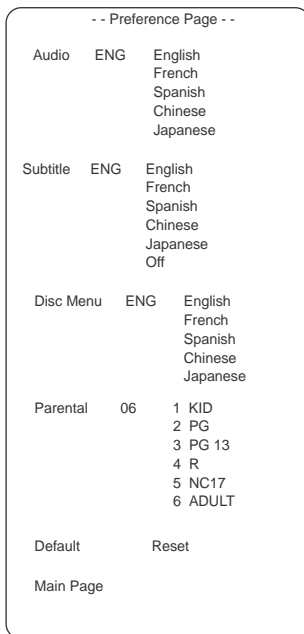 - - Preference Page - -
Audio ENG English
French
Spanish
Chinese
Japanese
Subtitle ENG English
French
Spanish
Chinese
Japanese
Off
Disc Menu ENG English
French
Spanish
Chinese
Japanese
Parental 06 1 KID
2 PG
3 PG 13
4 R
5 NC17
6 ADULT
Default Reset
Main Page